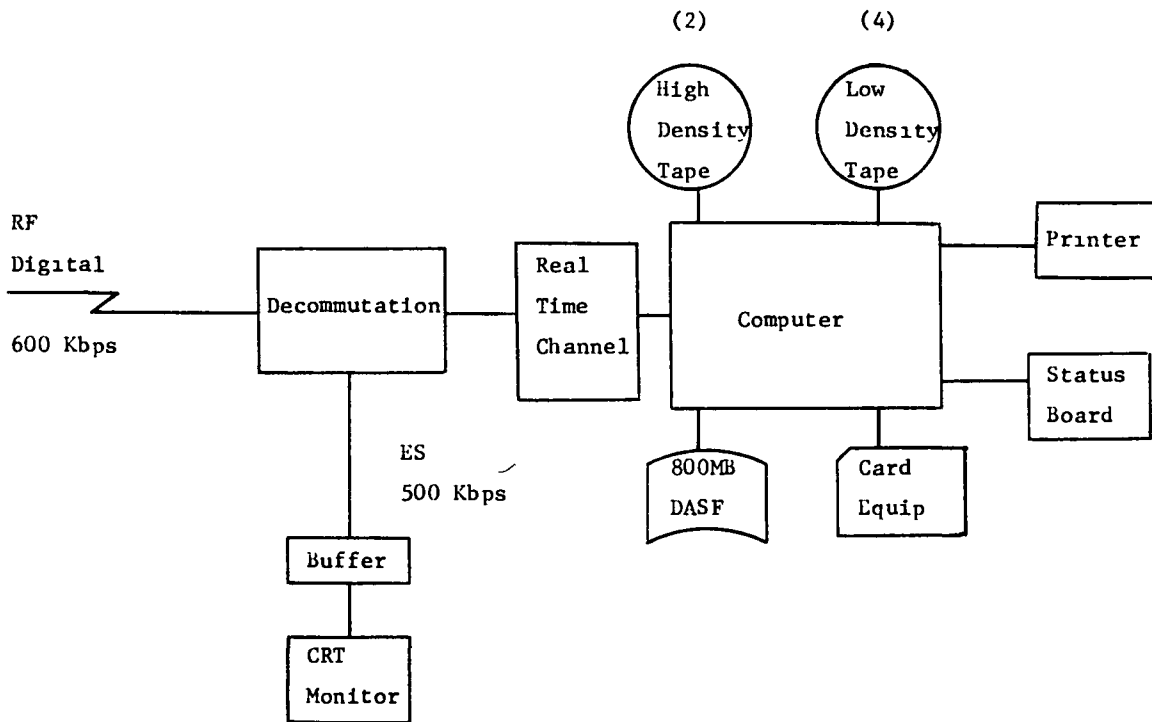 (2)
(4)
High
Density
Tape
Low
Density
Tape
RF
Digital
600 Kbps
Decommutation
Real
Time
Channel
Computer
Printer
Status
Board
ES
500 Kbps
800MB
DASF
Card
Equip
Buffer
CRT
Monitor